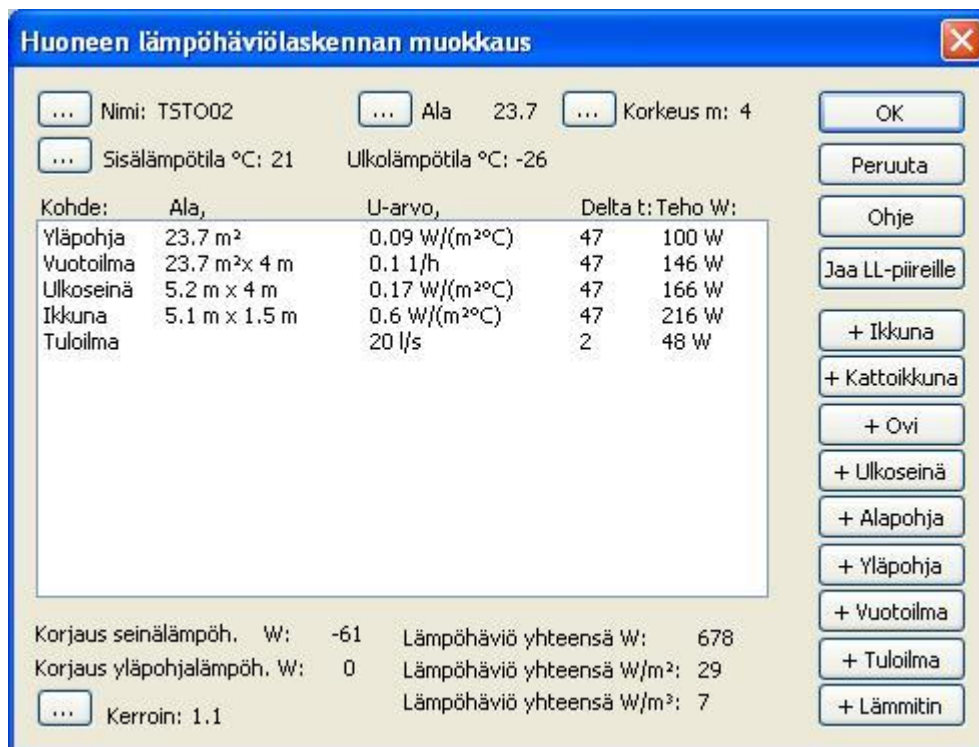 Huoneen lämpöhäviölaskennan muokkaus
... Nimi: TSTO02 ... Ala 23.7 ... Korkeus m: 4 OK
... Sisälämpötila °C: 21 Ulkolämpötila °C: -26 Peruuta
Kohde: Ala, U-arvo, Delta t: Teho W: Ohje
Yläpohja 23.7 m² 0.09 W/(m²°C) 47 100 W
Vuotoilma 23.7 m²x 4 m 0.1 1/h 47 146 W Jaa LL-piireille
Ulkoseinä 5.2 m x 4 m 0.17 W/(m²°C) 47 166 W
Ikkuna 5.1 m x 1.5 m 0.6 W/(m²°C) 47 216 W + Ikkuna
Tuloilma 20 l/s 2 48 W
+ Kattoikkuna
+ Ovi
+ Ulkoseinä
+ Alapohja
+ Yläpohja
+ Vuotoilma
Korjaus seinälämpöh. W: -61 Lämpöhäviö yhteensä W: 678
Korjaus yläpohjalämpöh. W: 0 Lämpöhäviö yhteensä W/m²: 29 + Tuloilma
... Kerroin: 1.1 Lämpöhäviö yhteensä W/m³: 7 + Lämmitin